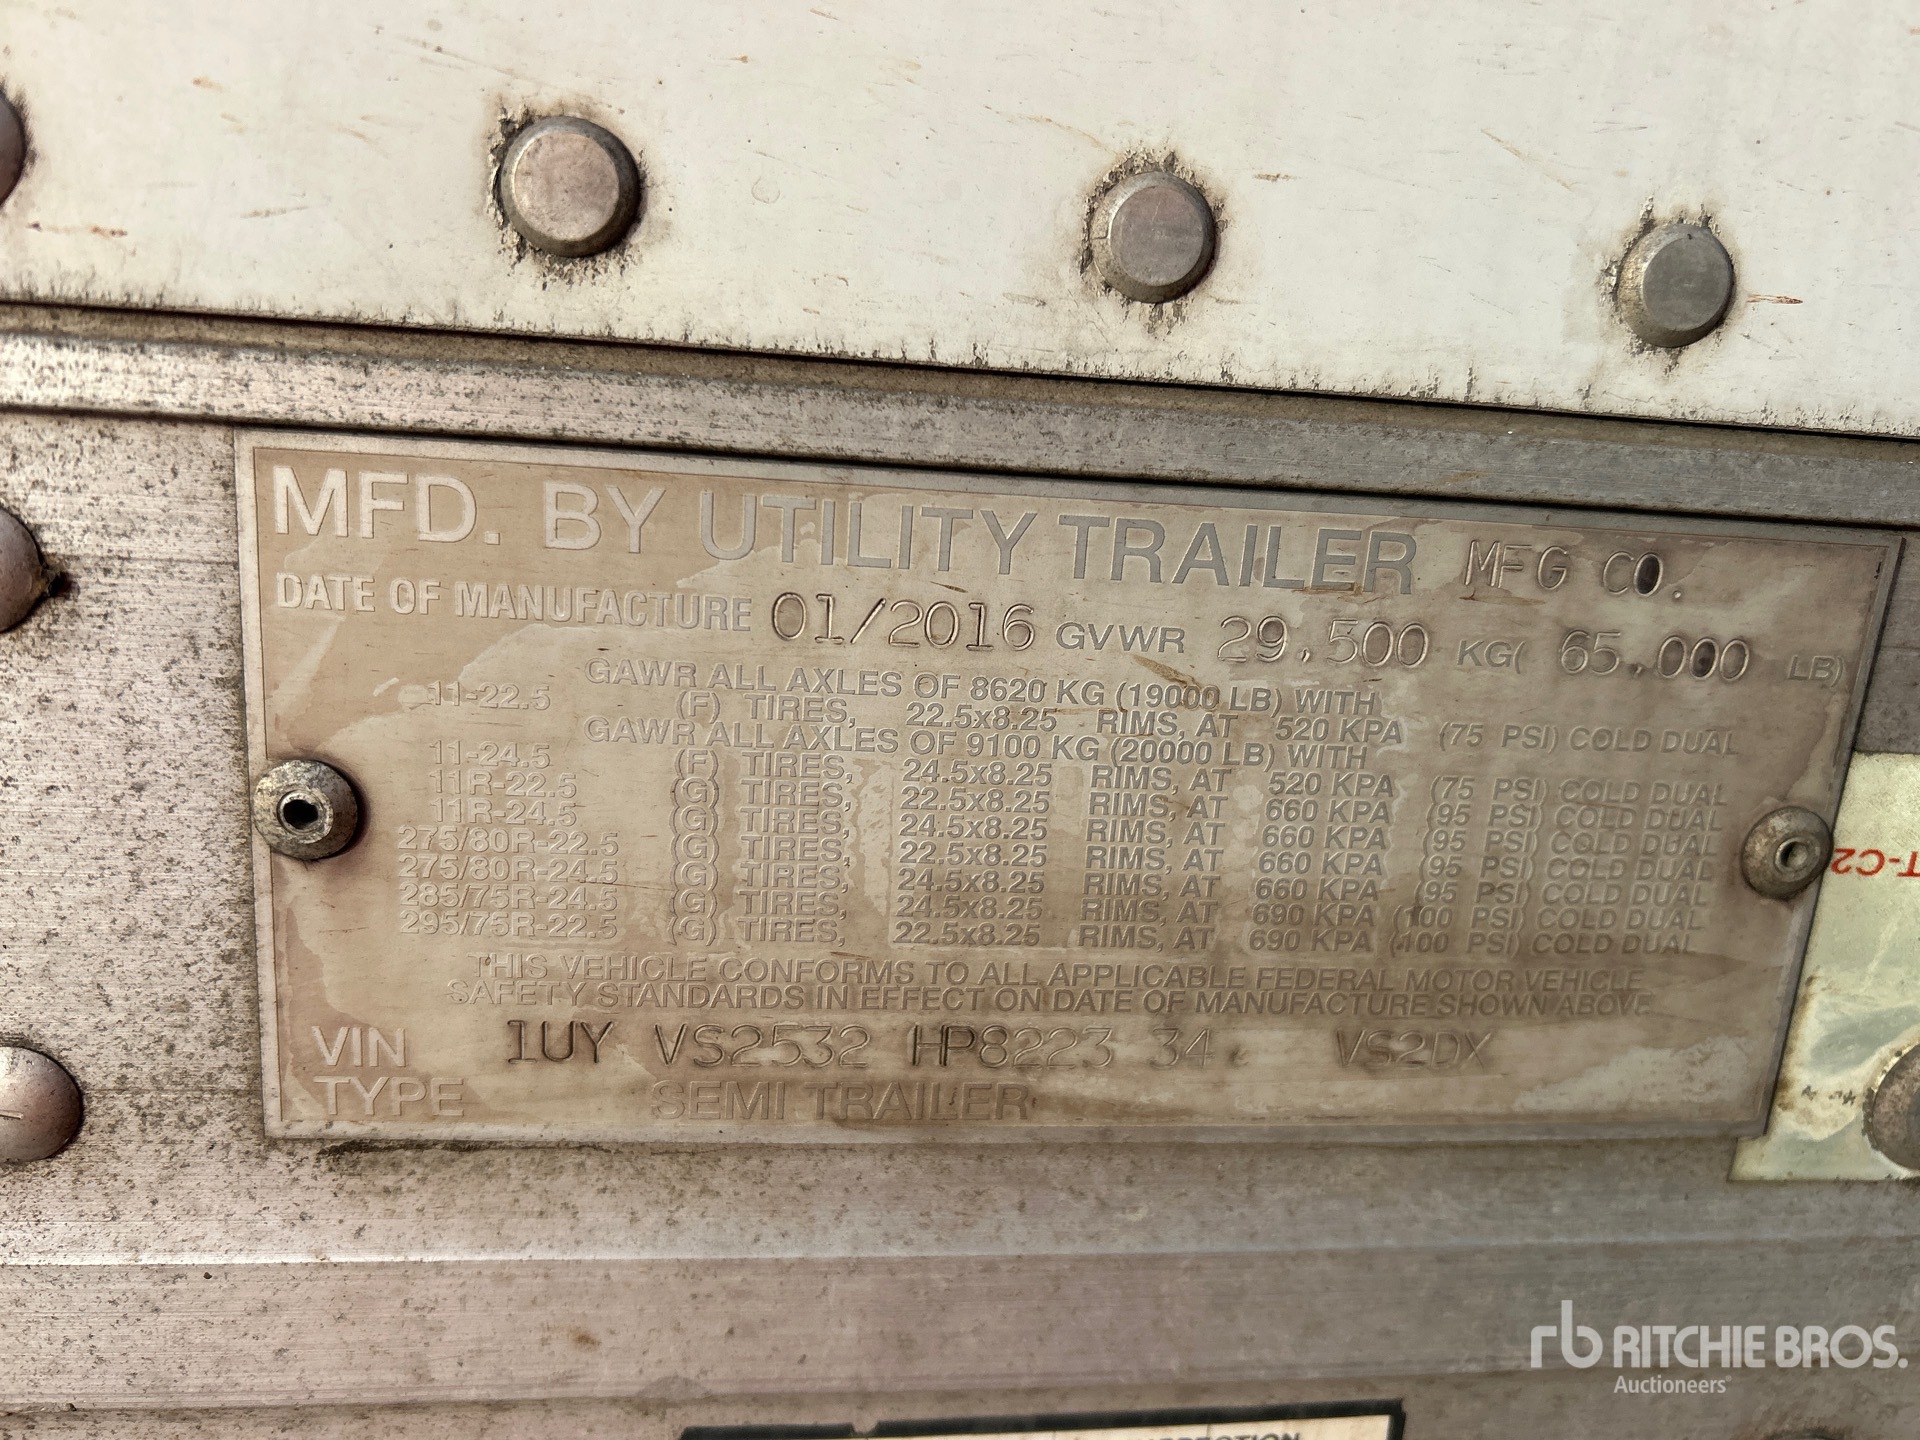 MFD. BY UTILITY TRAILER MFG CO.
DATE OF MANUFACTURE 01/2016 GVWR 29,500 KG( 65,000 LB)
GAWR ALL AXLES OF 8620 KG (19000 LB) WITH
11-22.5 (F) TIRES, 22.5x8.25 RIMS, AT 520 KPA (75 PSI) COLD DUAL
GAWR ALL AXLES OF 9100 KG (20000 LB) WITH
11-24.5 (F) TIRES, 24.5x8.25 RIMS, AT 520 KPA (75 PSI) COLD DUAL
11R-22.5 (G) TIRES, 22.5x8.25 RIMS, AT 660 KPA (95 PSI) COLD DUAL
11R-24.5 (G) TIRES, 24.5x8.25 RIMS, AT 660 KPA (95 PSI) COLD DUAL
275/80R-22.5 (G) TIRES, 22.5x8.25 RIMS, AT 660 KPA (95 PSI) COLD DUAL
275/80R-24.5 (G) TIRES, 24.5x8.25 RIMS, AT 660 KPA (95 PSI) COLD DUAL
285/75R-24.5 (G) TIRES, 24.5x8.25 RIMS, AT 690 KPA (100 PSI) COLD DUAL
295/75R-22.5 (G) TIRES, 22.5x8.25 RIMS, AT 690 KPA (100 PSI) COLD DUAL
THIS VEHICLE CONFORMS TO ALL APPLICABLE FEDERAL MOTOR VEHICLE
SAFETY STANDARDS IN EFFECT ON DATE OF MANUFACTURE SHOWN ABOVE
VIN 1UY VS2532 HP8223 34 VS2DX
TYPE SEMI TRAILER
T-C2
rb RITCHIE BROS.
Auctioneers